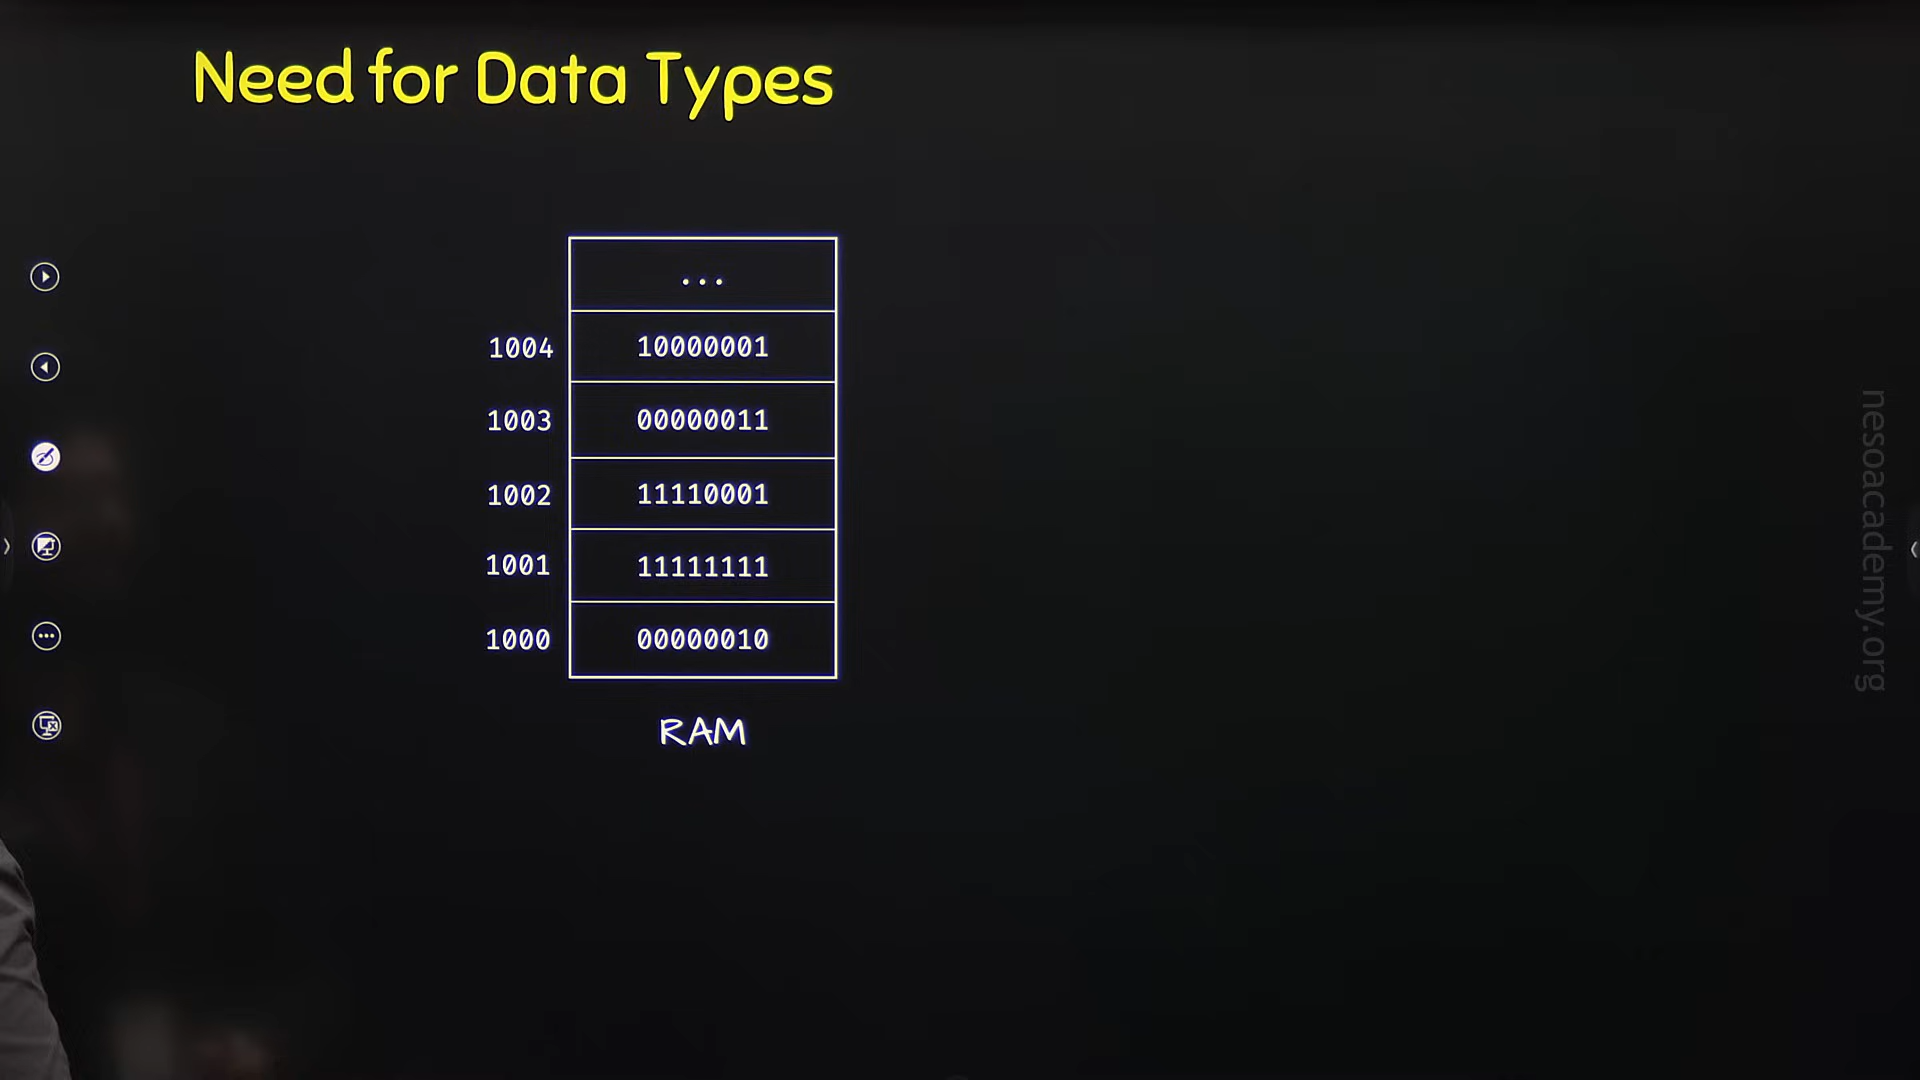 Need for Data Types
...
1004 10000001
1003 00000011
1002 11110001
1001 11111111
1000 00000010
RAM
nesoacademy.org